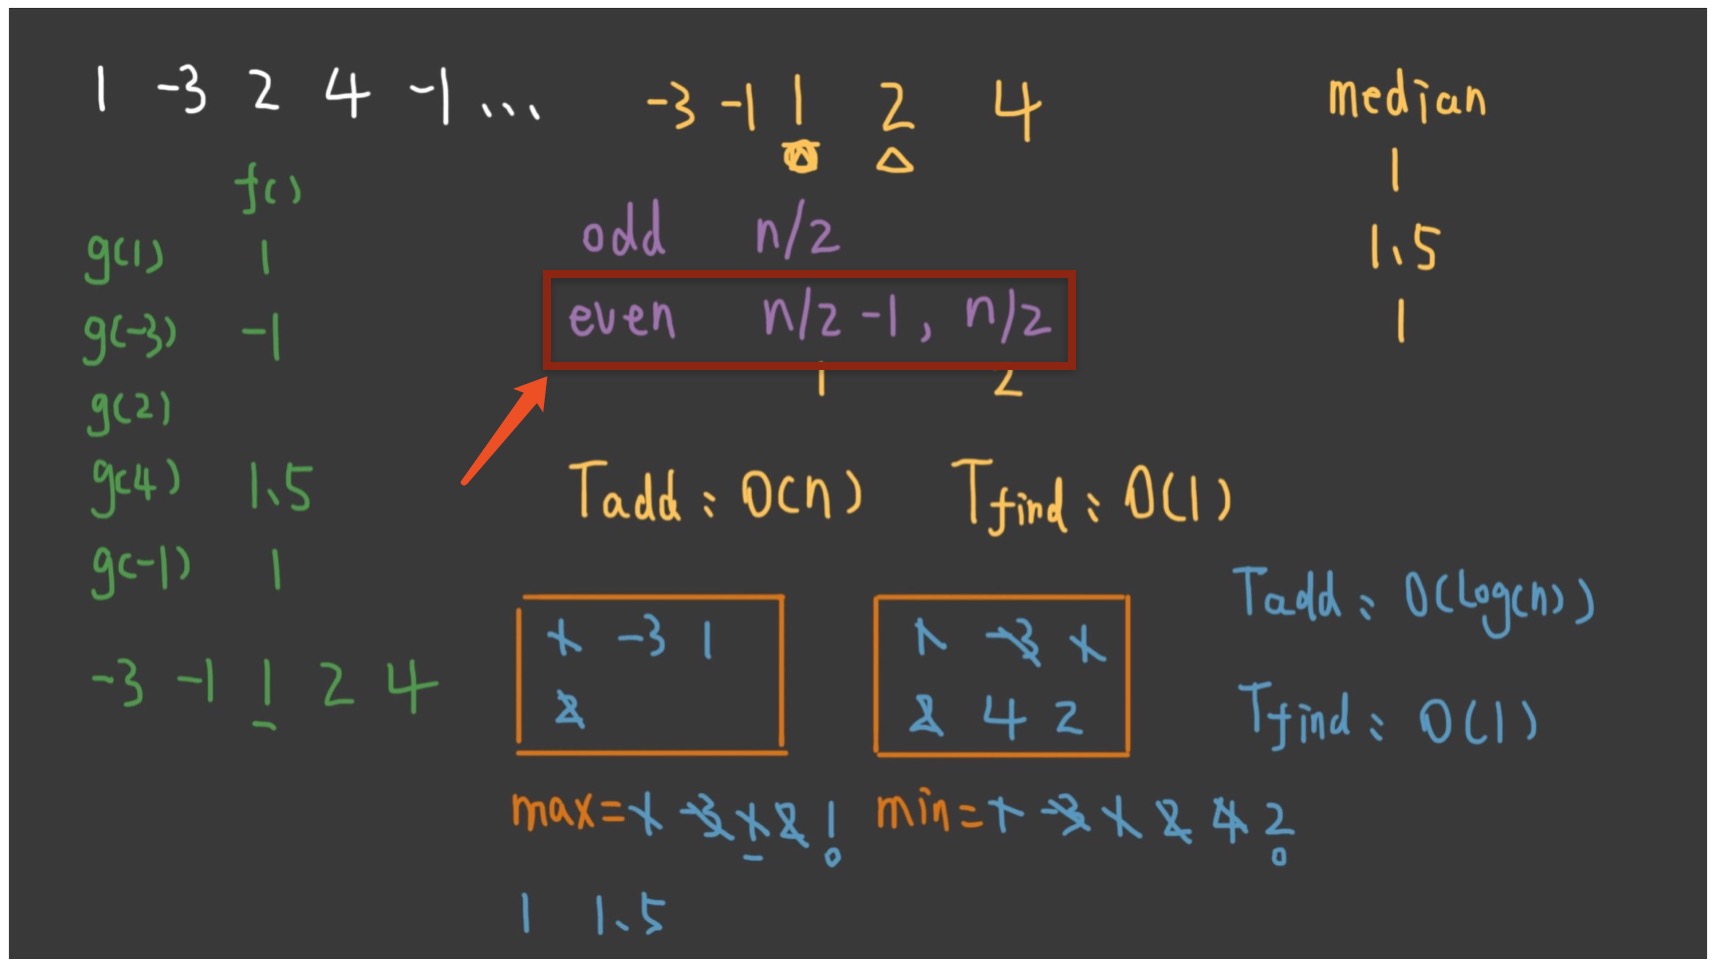 1 -3 2 4 -1 ...
-3 -1 1 2 4
median
1
1.5
1
f()
g(1) 1
g(-3) -1
g(2)
g(4) 1.5
g(-1) 1
-3 -1 1 2 4
odd n/2
even n/2 -1, n/2
1 2
Tadd: O(n) Tfind: O(1)
1 -3 1
2
1 -3 1
2 4 2
Tadd: O(log(n))
Tfind: O(1)
max= 1 -3 1 2 1
min= 1 -3 1 2 4 2
1 1.5